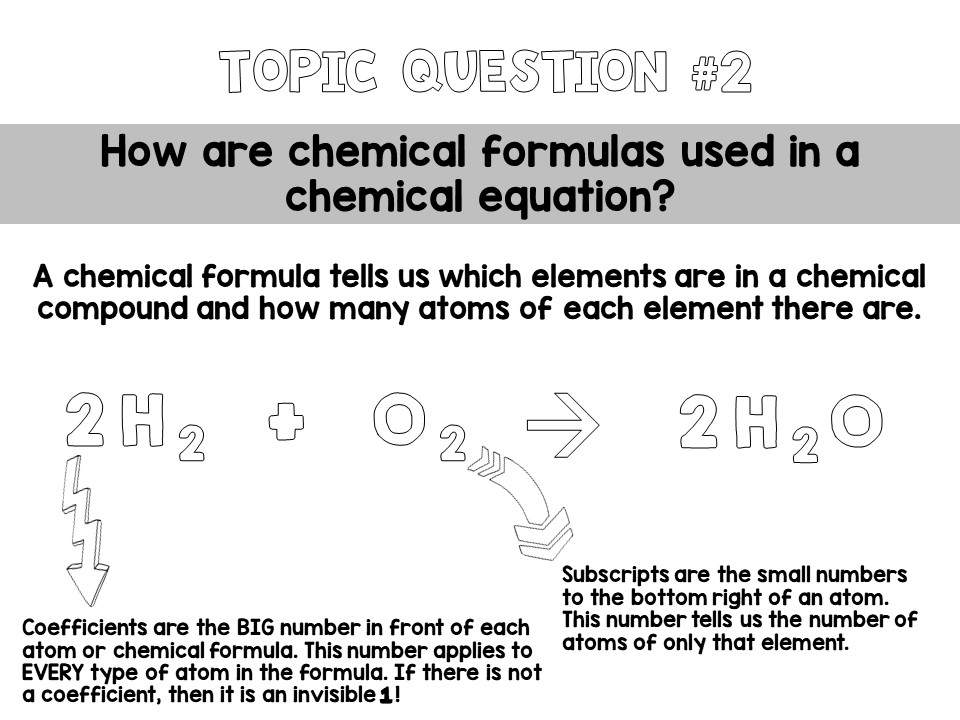 TOPIC QUESTION #2
How are chemical formulas used in a
chemical equation?
A chemical formula tells us which elements are in a chemical
compound and how many atoms of each element there are.
2H₂ + O₂ → 2H₂O
Coefficients are the BIG number in front of each
atom or chemical formula. This number applies to
EVERY type of atom in the formula. If there is not
a coefficient, then it is an invisible 1!
Subscripts are the small numbers
to the bottom right of an atom.
This number tells us the number of
atoms of only that element.